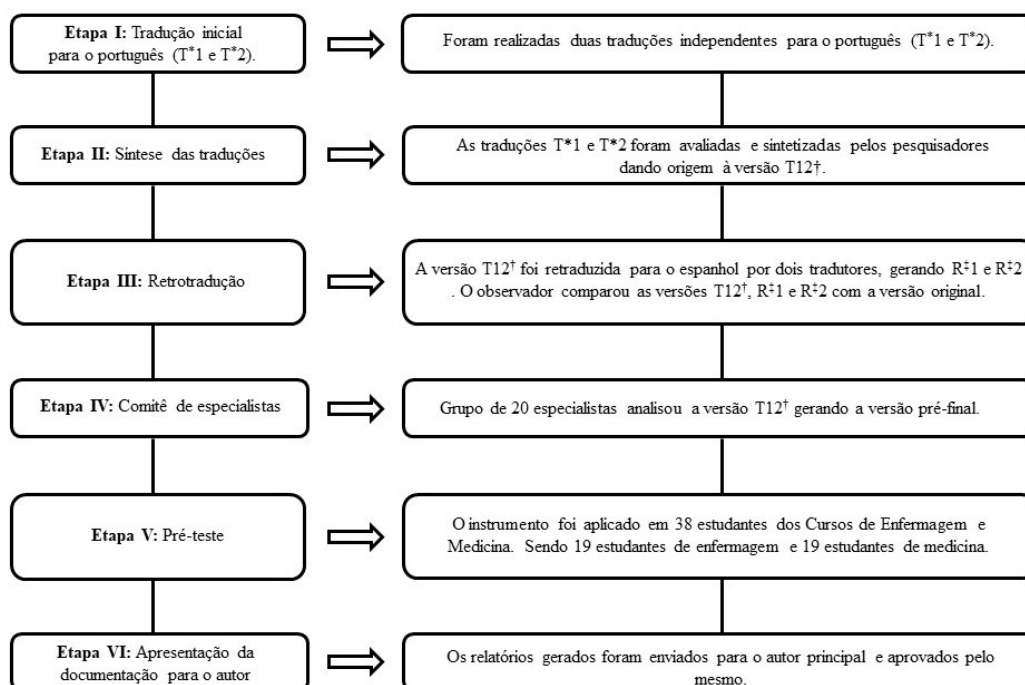 Etapa I: Tradução inicial
para o português (T*1 e T*2).
Foram realizadas duas traduções independentes para o português (T*1 e T*2).
Etapa II: Síntese das traduções
As traduções T*1 e T*2 foram avaliadas e sintetizadas pelos pesquisadores
dando origem à versão T12†.
Etapa III: Retrotradução
A versão T12† foi retraduzida para o espanhol por dois tradutores, gerando R‡1 e R‡2
. O observador comparou as versões T12†, R‡1 e R‡2 com a versão original.
Etapa IV: Comitê de especialistas
Grupo de 20 especialistas analisou a versão T12† gerando a versão pré-final.
Etapa V: Pré-teste
O instrumento foi aplicado em 38 estudantes dos Cursos de Enfermagem e
Medicina. Sendo 19 estudantes de enfermagem e 19 estudantes de medicina.
Etapa VI: Apresentação da
documentação para o autor
Os relatórios gerados foram enviados para o autor principal e aprovados pelo
mesmo.